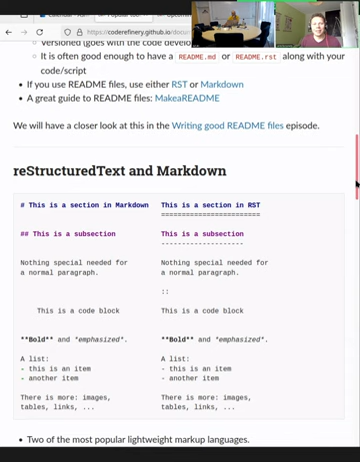 coderefinery.github.io/docum
versioned (goes with the code develo
It is often good enough to have a README.md or README.rst along with your
code/script
If you use README files, use either RST or Markdown
A great guide to README files: MakeaREADME
We will have a closer look at this in the Writing good README files episode.
reStructuredText and Markdown
# This is a section in Markdown   This is a section in RST
========================
## This is a subsection   This is a subsection
--------------------
Nothing special needed for   Nothing special needed for
a normal paragraph.   a normal paragraph.
::
This is a code block   This is a code block
**Bold** and *emphasized*.   **Bold** and *emphasized*.
A list:   A list:
- this is an item   - this is an item
- another item   - another item
There is more: images,   There is more: images,
tables, links, ...   tables, links, ...
Two of the most popular lightweight markup languages.